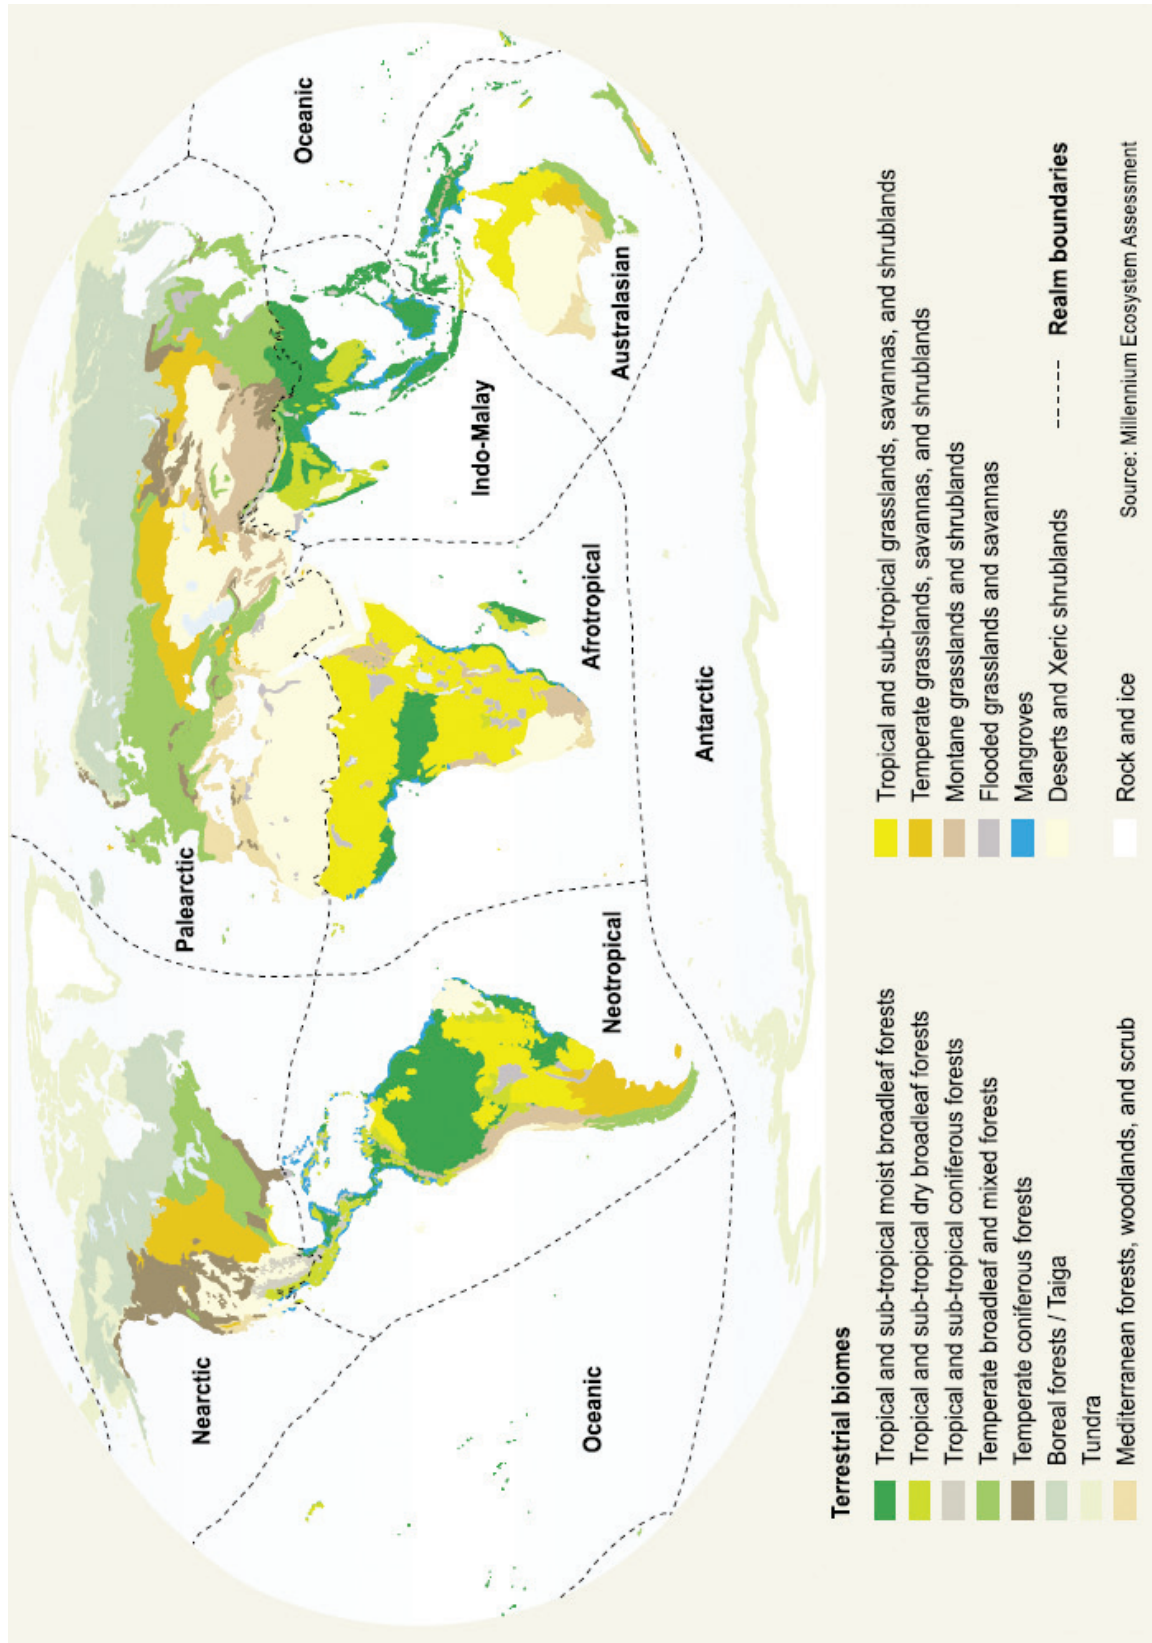 Oceanic
Palearctic
Nearctic
Indo-Malay
Afrotropical
Australasian
Neotropical
Oceanic
Antarctic
Terrestrial biomes
Tropical and sub-tropical moist broadleaf forests
Tropical and sub-tropical dry broadleaf forests
Tropical and sub-tropical coniferous forests
Temperate broadleaf and mixed forests
Temperate coniferous forests
Boreal forests / Taiga
Tundra
Mediterranean forests, woodlands, and scrub
Tropical and sub-tropical grasslands, savannas, and shrublands
Temperate grasslands, savannas, and shrublands
Montane grasslands and shrublands
Flooded grasslands and savannas
Mangroves
Deserts and Xeric shrublands
Rock and ice
Realm boundaries
Source: Millennium Ecosystem Assessment